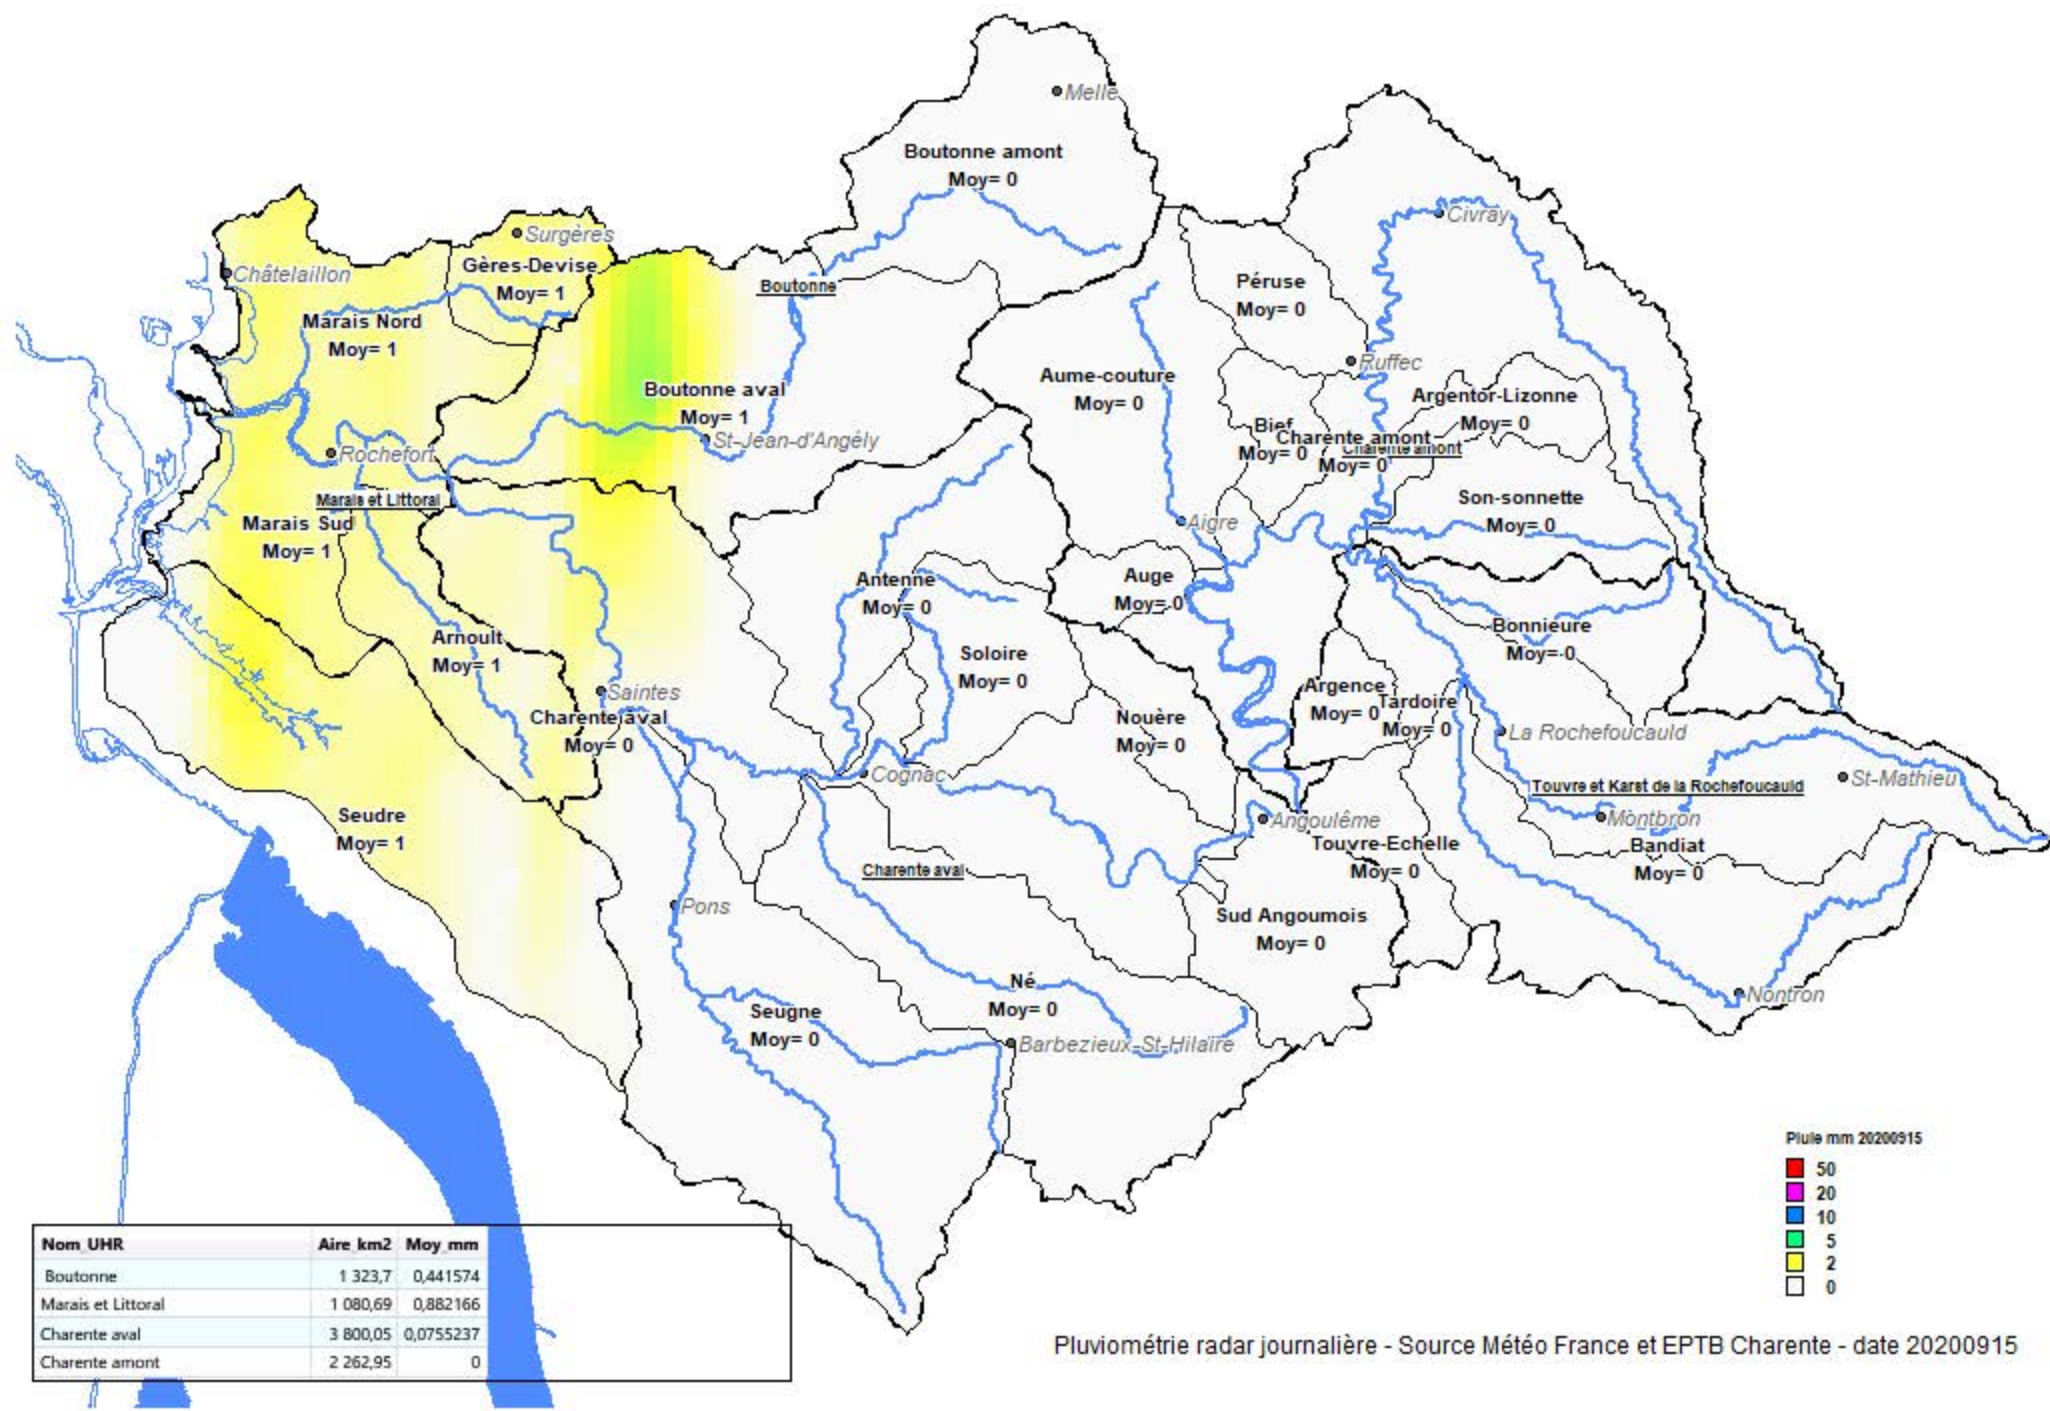 Melle
Boutonne amont
Moy= 0
Civray
Surgères
Châtelaillon
Gères-Devise
Moy= 1
Boutonne
Péruse
Moy= 0
Marais Nord
Moy= 1
Ruffec
Aume-couture
Moy= 0
Boutonne aval
Moy= 1
Argentor-Lizonne
Moy= 0
Bief
Moy= 0
Charente amont
Moy= 0
Charente amont
St-Jean-d'Angély
Rochefort
Marais et Littoral
Son-sonnette
Moy= 0
Marais Sud
Moy= 1
Aigre
Antenne
Moy= 0
Auge
Moy= 0
Arnoult
Moy= 1
Bonnieure
Moy= 0
Soloire
Moy= 0
Saintes
Argence
Moy= 0
Tardoire
Moy= 0
Charente aval
Moy= 0
Nouère
Moy= 0
La Rochefoucauld
Cognac
St-Mathieu
Touvre et Karst de la Rochefoucauld
Seudre
Moy= 1
Angoulême
Montbron
Touvre-Echelle
Moy= 0
Bandiat
Moy= 0
Charente aval
Pons
Sud Angoumois
Moy= 0
Né
Moy= 0
Nontron
Seugne
Moy= 0
Barbezieux-St-Hilaire
Pluie mm 20200915
50
20
10
5
2
0
Nom_UHR Aire_km2 Moy_mm
Boutonne 1 323,7 0,441574
Marais et Littoral 1 080,69 0,882166
Charente aval 3 800,05 0,0755237
Charente amont 2 262,95 0
Pluviométrie radar journalière - Source Météo France et EPTB Charente - date 20200915